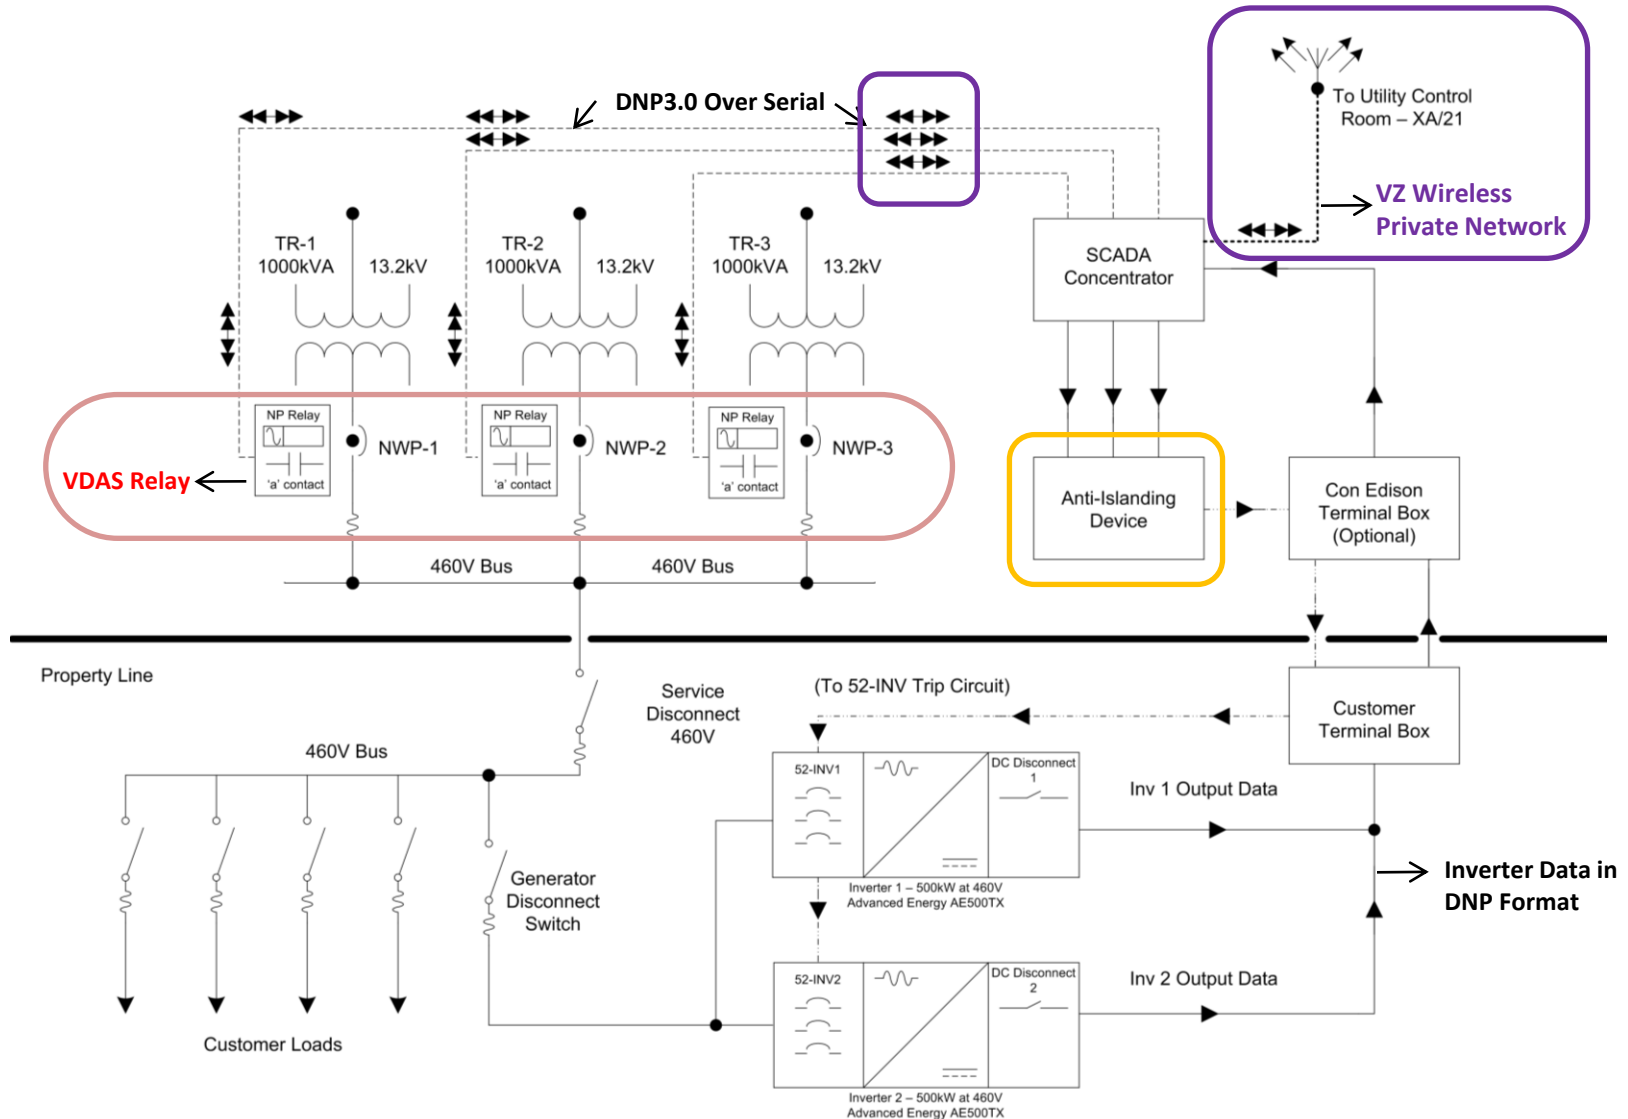 DNP3.0 Over Serial
To Utility Control
Room – XA/21
VZ Wireless
Private Network
TR-1
1000kVA
13.2kV
TR-2
1000kVA
13.2kV
TR-3
1000kVA
13.2kV
SCADA
Concentrator
NP Relay
'a' contact
NWP-1
NP Relay
'a' contact
NWP-2
NP Relay
'a' contact
NWP-3
VDAS Relay
Anti-Islanding
Device
Con Edison
Terminal Box
(Optional)
460V Bus
460V Bus
Property Line
Service
Disconnect
460V
(To 52-INV Trip Circuit)
Customer
Terminal Box
460V Bus
52-INV1
DC Disconnect
1
Inv 1 Output Data
Inverter 1 – 500kW at 460V
Advanced Energy AE500TX
Generator
Disconnect
Switch
Inverter Data in
DNP Format
52-INV2
DC Disconnect
2
Inv 2 Output Data
Customer Loads
Inverter 2 – 500kW at 460V
Advanced Energy AE500TX